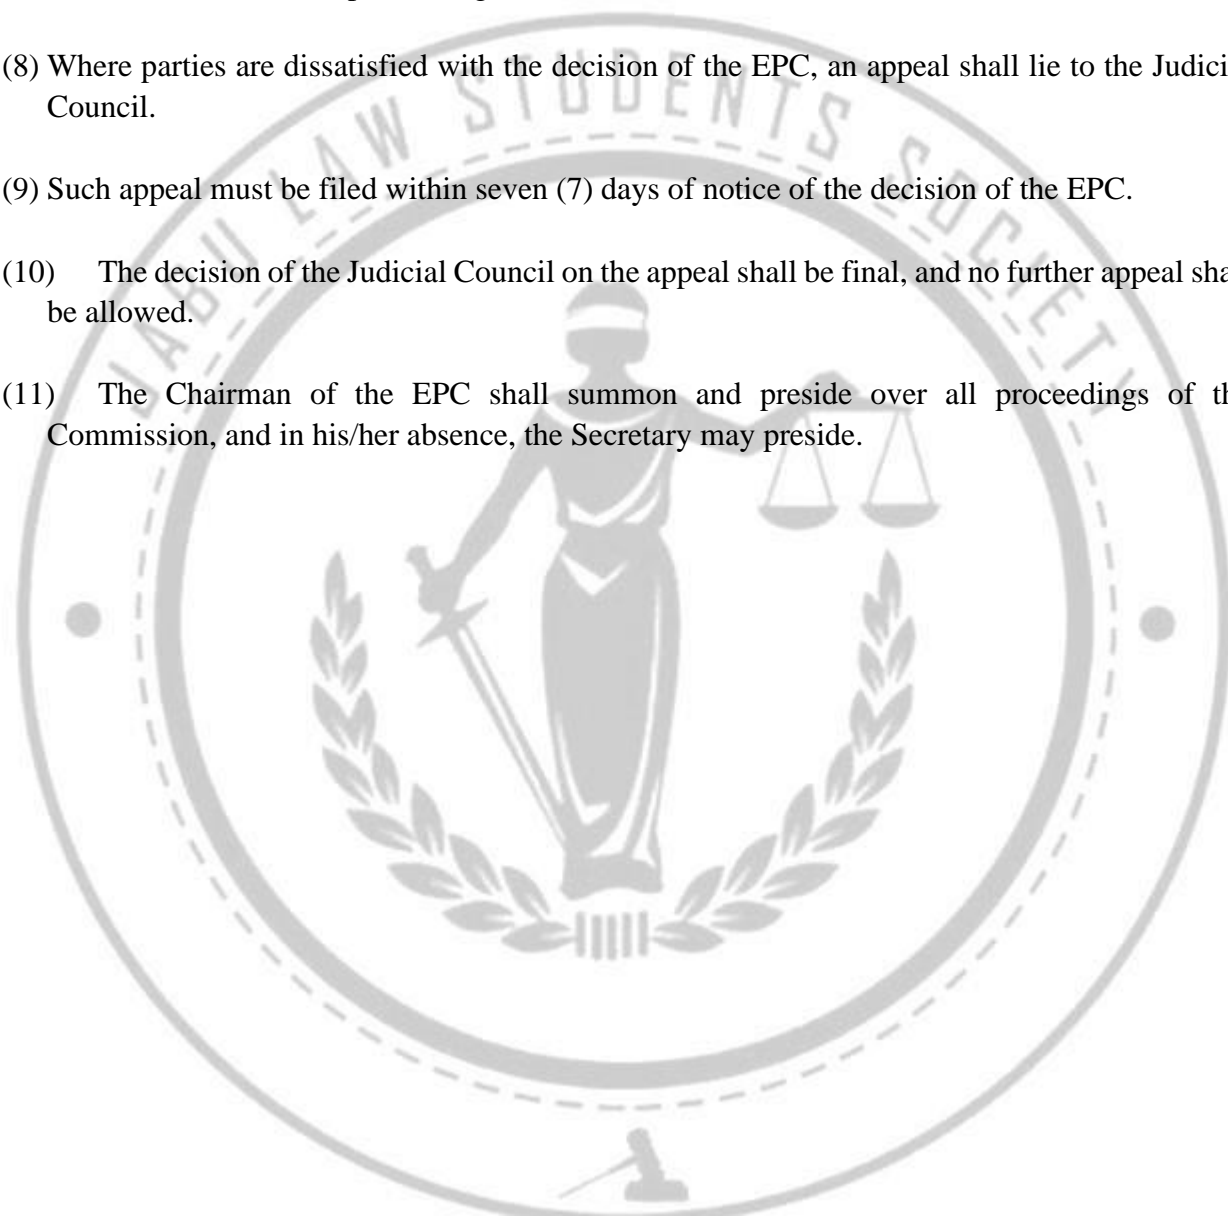 (8) Where parties are dissatisfied with the decision of the EPC, an appeal shall lie to the
Council.
(9) Such appeal must be filed within seven (7) days of notice of the decision of the EPC.
(10) The decision of the Judicial Council on the appeal shall be final, and no further appeal
be allowed.
(11) The Chairman of the EPC shall summon and preside over all proceedings of
Commission, and in his/her absence, the Secretary may preside.
JABU LAW STUDENTS SOCIETY